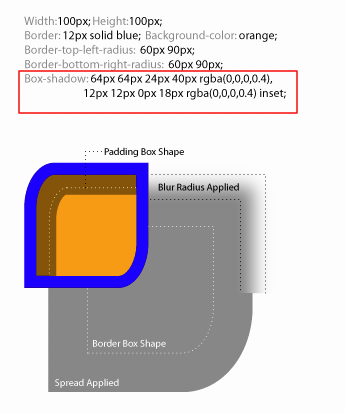 Width:100px; Height:100px;
Border: 12px solid blue; Background-color: orange;
Border-top-left-radius: 60px 90px;
Border-bottom-right-radius: 60px 90px;
Box-shadow: 64px 64px 24px 40px rgba(0,0,0,0.4),
12px 12px 0px 18px rgba(0,0,0,0.4) inset;
Padding Box Shape
Blur Radius Applied
Border Box Shape
Spread Applied